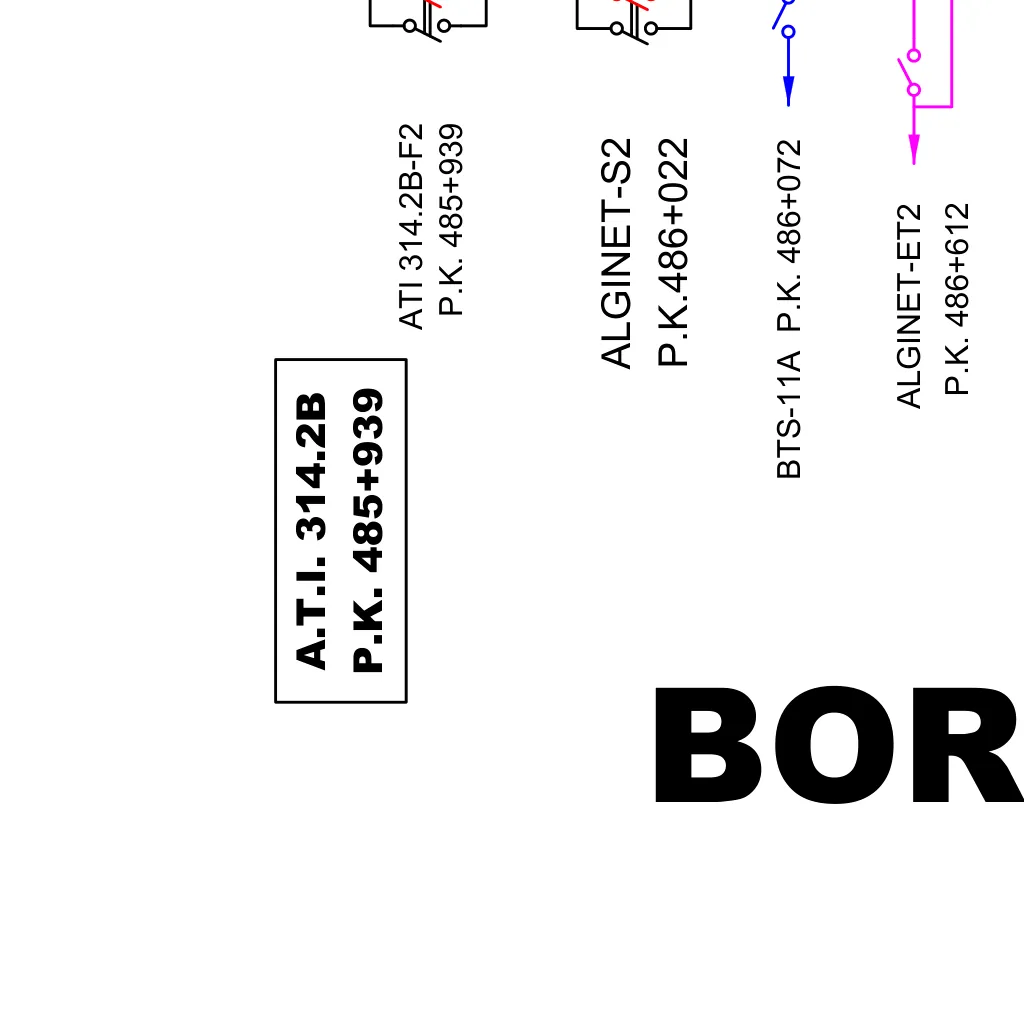 ATI 314.2B-F2
P.K. 485+939
ALGINET-S2
P.K.486+022
BTS-11A P.K. 486+072
ALGINET-ET2
P.K. 486+612
A.T.I. 314.2B
P.K. 485+939
BOR